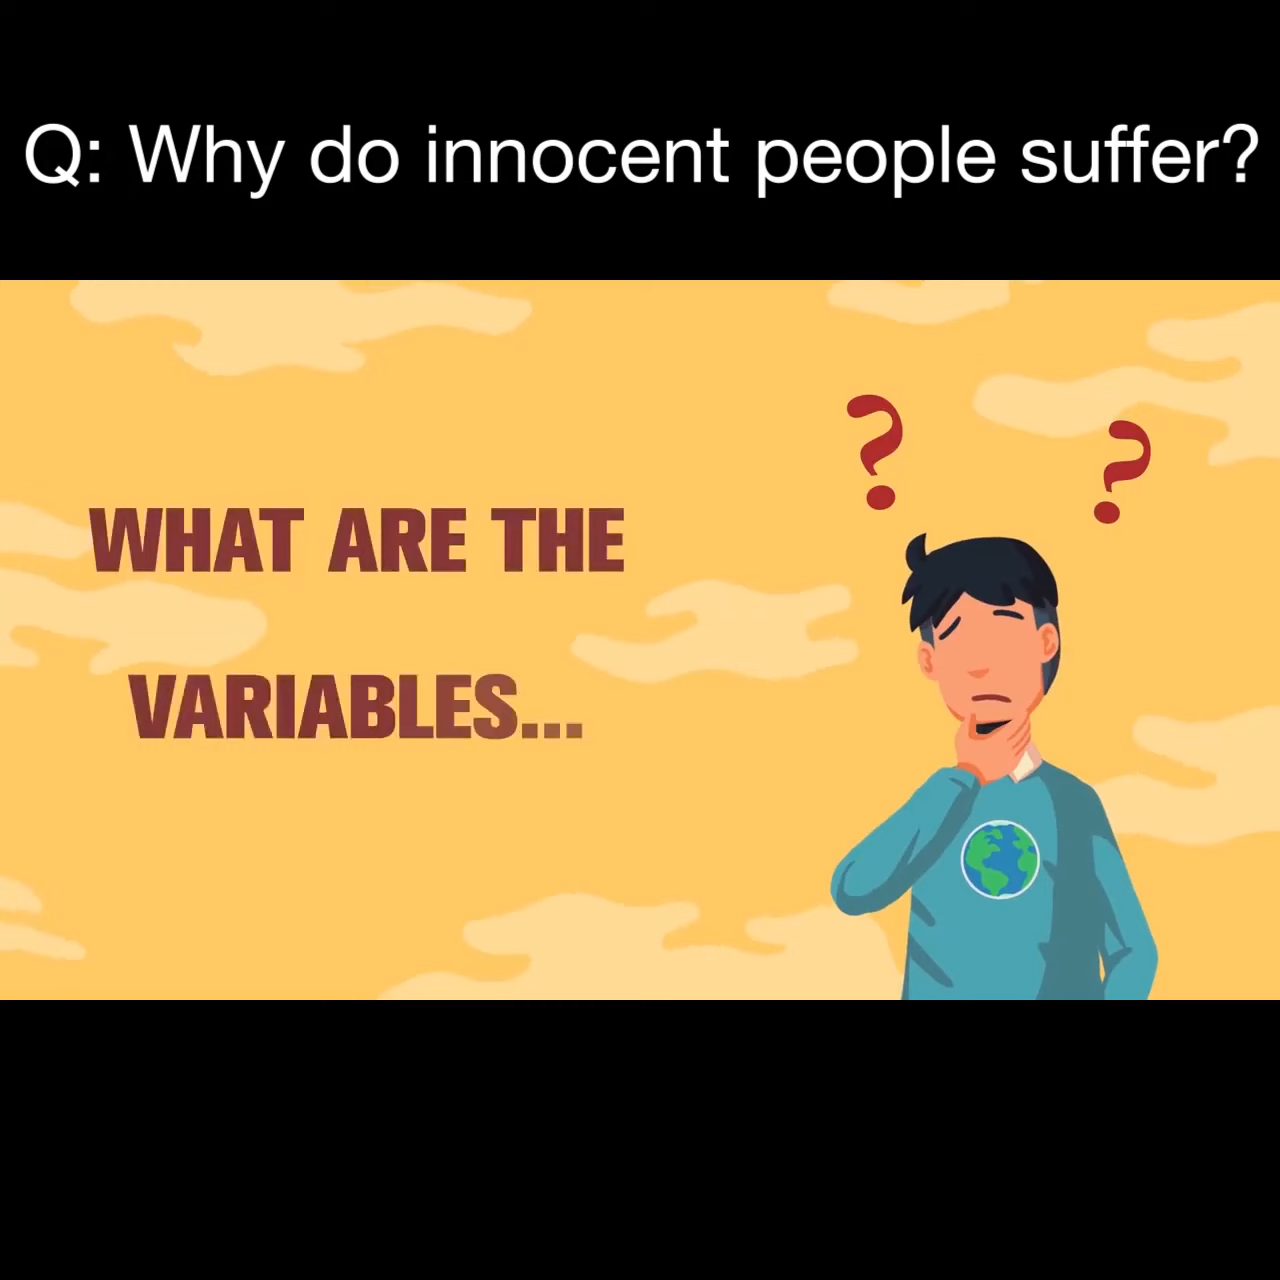 Q: Why do innocent people suffer?
WHAT ARE THE
VARIABLES...
? ?